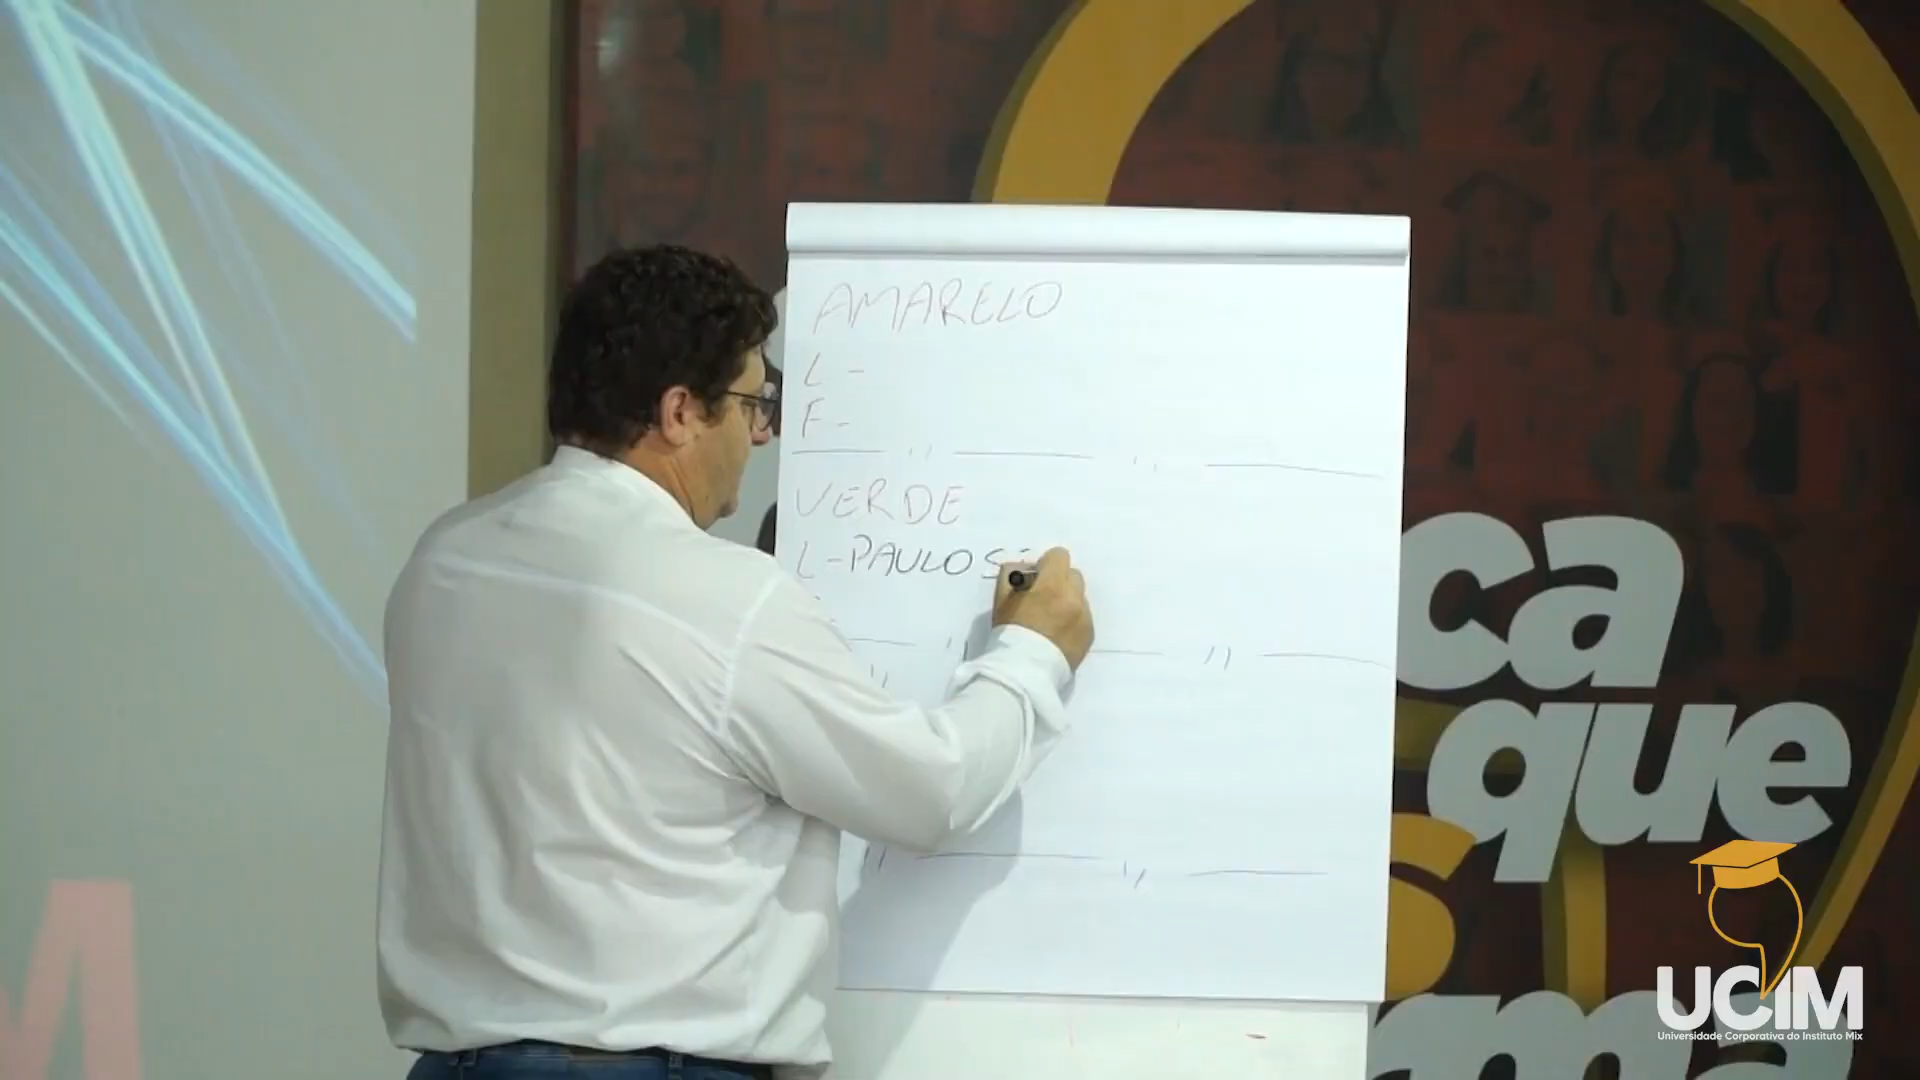 AMARELO
L -
F -
VERDE
L - PAULO
ca
que
UCIM
Universidade Corporativa do Instituto Mix